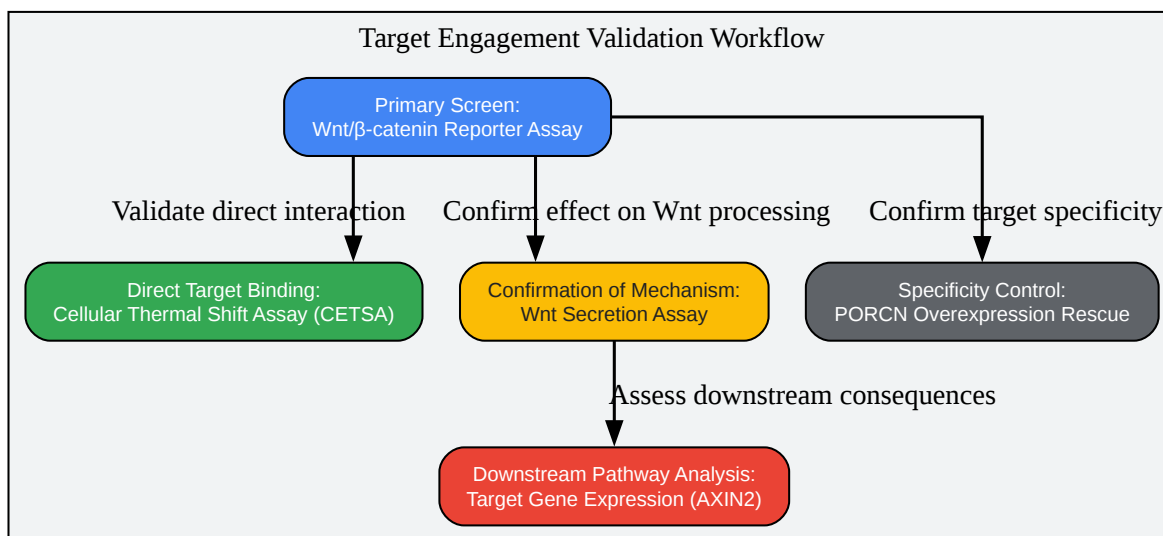 Target Engagement Validation Workflow
Primary Screen:
Wnt/β-catenin Reporter Assay
Validate direct interaction
Confirm effect on Wnt processing
Confirm target specificity
Direct Target Binding:
Cellular Thermal Shift Assay (CETSA)
Confirmation of Mechanism:
Wnt Secretion Assay
Specificity Control:
PORCN Overexpression Rescue
Assess downstream consequences
Downstream Pathway Analysis:
Target Gene Expression (AXIN2)